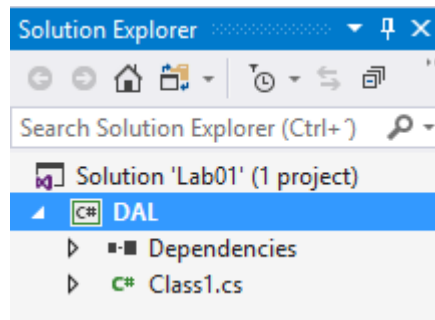 Solution Explorer
Search Solution Explorer (Ctrl+´)
Solution 'Lab01' (1 project)
C# DAL
Dependencies
C# Class1.cs